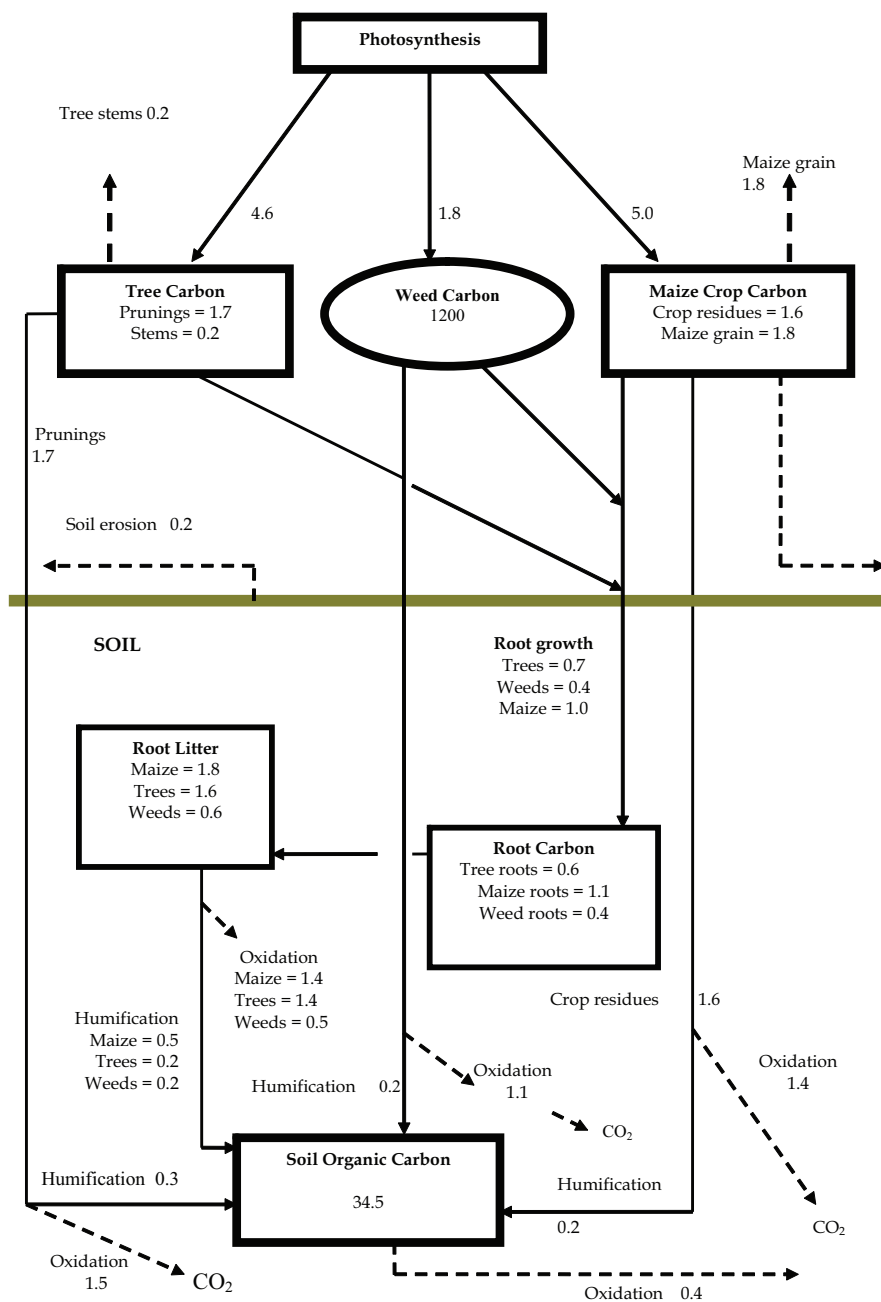 Photosynthesis
Tree stems 0.2
Maize grain
1.8
4.6
1.8
5.0
Tree Carbon
Prunings = 1.7
Stems = 0.2
Weed Carbon
1200
Maize Crop Carbon
Crop residues = 1.6
Maize grain = 1.8
Prunings
1.7
Soil erosion 0.2
SOIL
Root growth
Trees = 0.7
Weeds = 0.4
Maize = 1.0
Root Litter
Maize = 1.8
Trees = 1.6
Weeds = 0.6
Root Carbon
Tree roots = 0.6
Maize roots = 1.1
Weed roots = 0.4
Oxidation
Maize = 1.4
Trees = 1.4
Weeds = 0.5
Crop residues 1.6
Humification
Maize = 0.5
Trees = 0.2
Weeds = 0.2
Humification 0.2
Oxidation
1.1
CO₂
Oxidation
1.4
CO₂
Soil Organic Carbon
34.5
Humification 0.3
Humification
0.2
Oxidation
1.5
CO₂
Oxidation 0.4